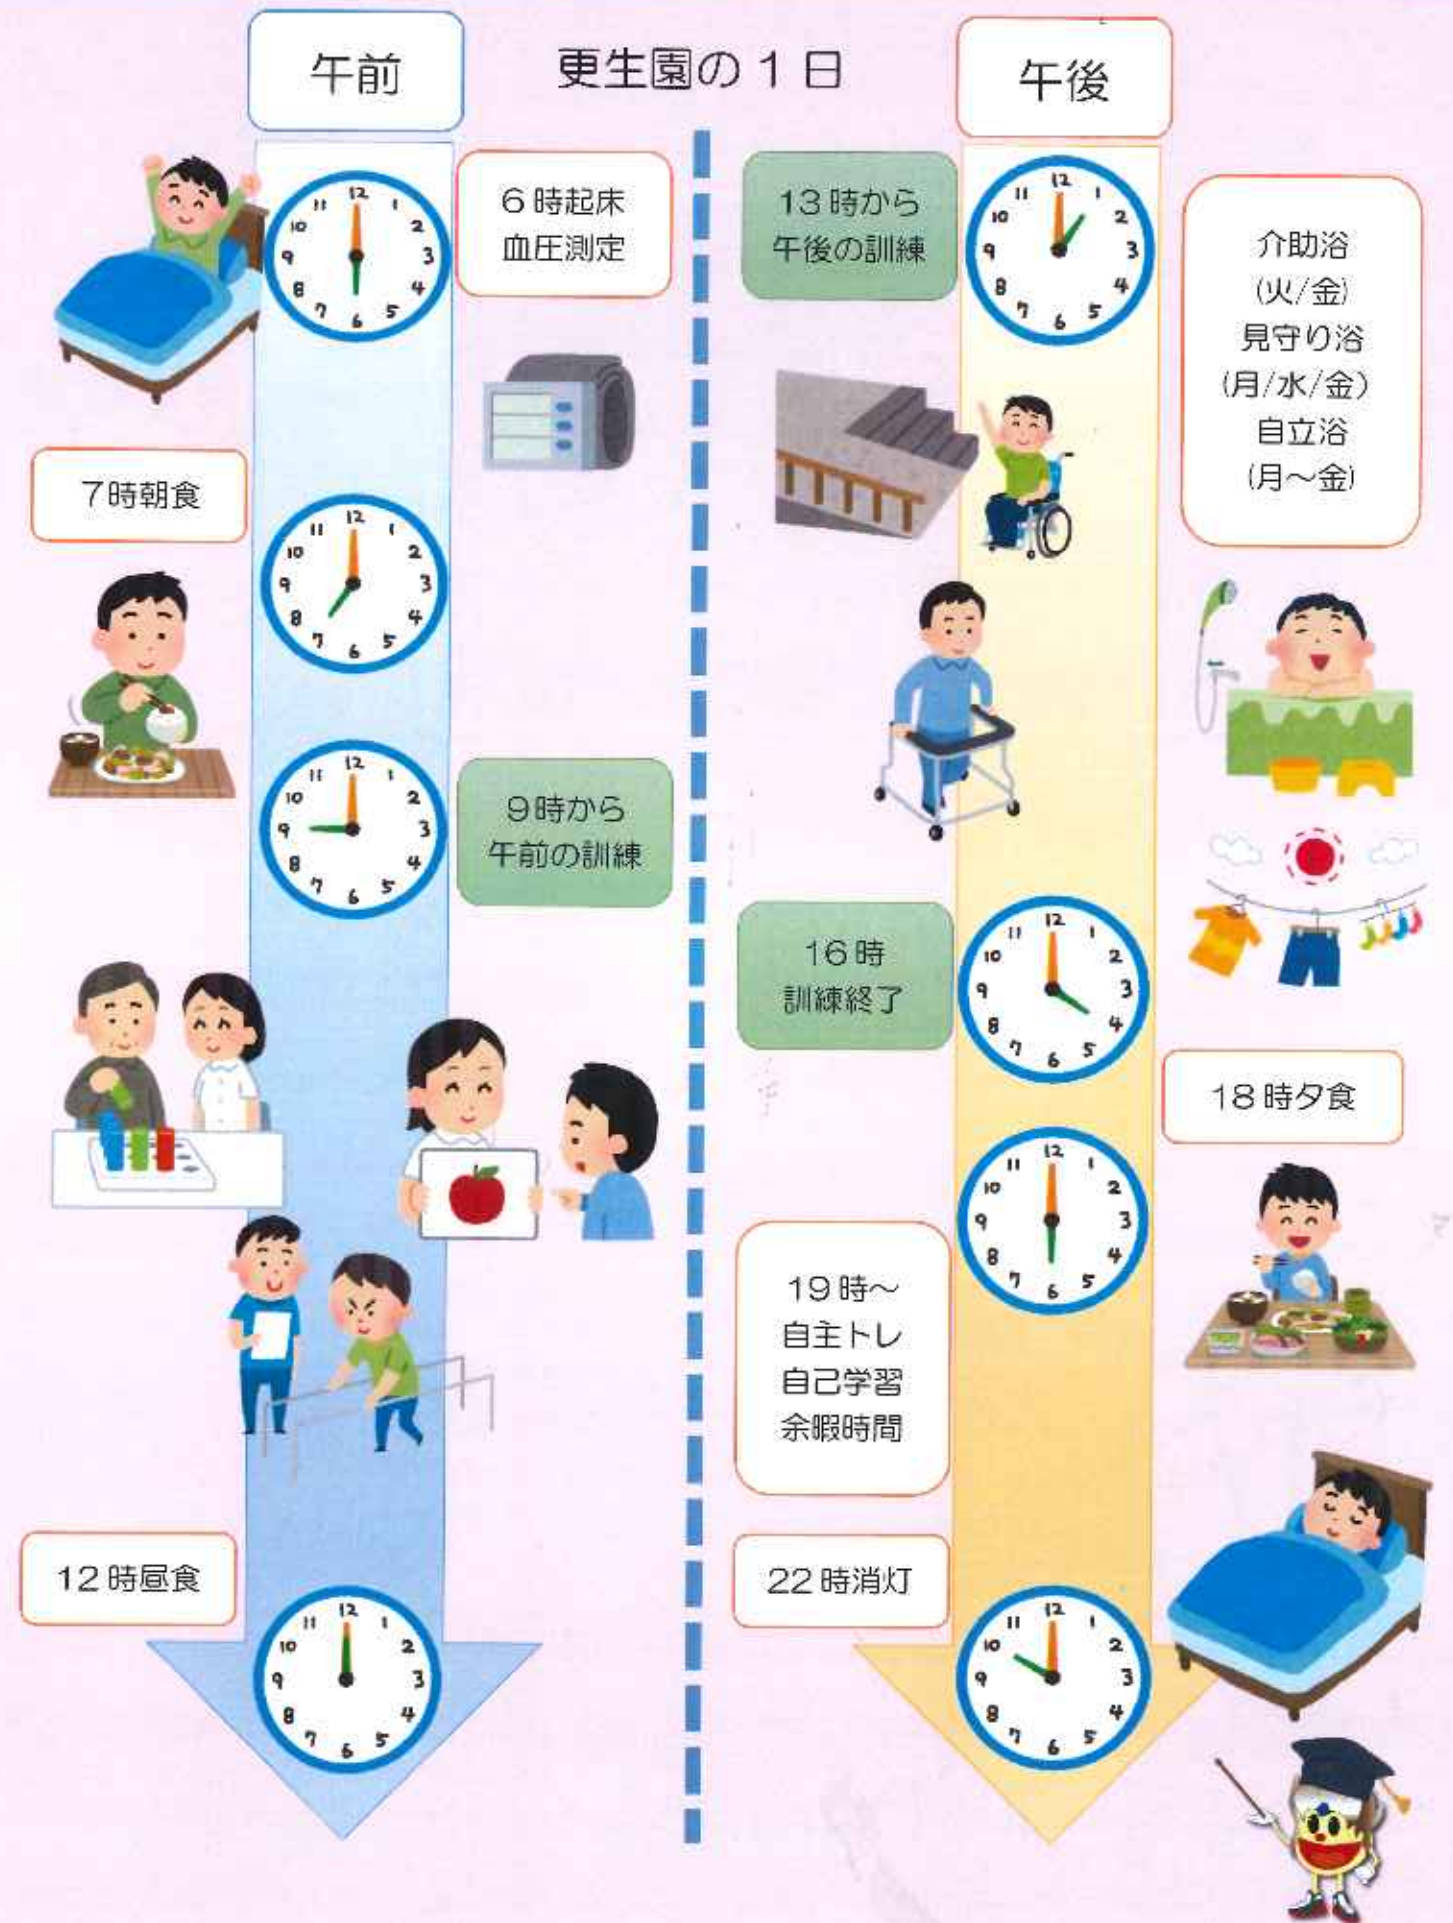 更生園の1日
午前
6時起床
血圧測定
7時朝食
9時から
午前の訓練
12時昼食
午後
13時から
午後の訓練
介助浴
(火/金)
見守り浴
(月/水/金)
自立浴
(月～金)
16時
訓練終了
18時夕食
19時～
自主トレ
自己学習
余暇時間
22時消灯